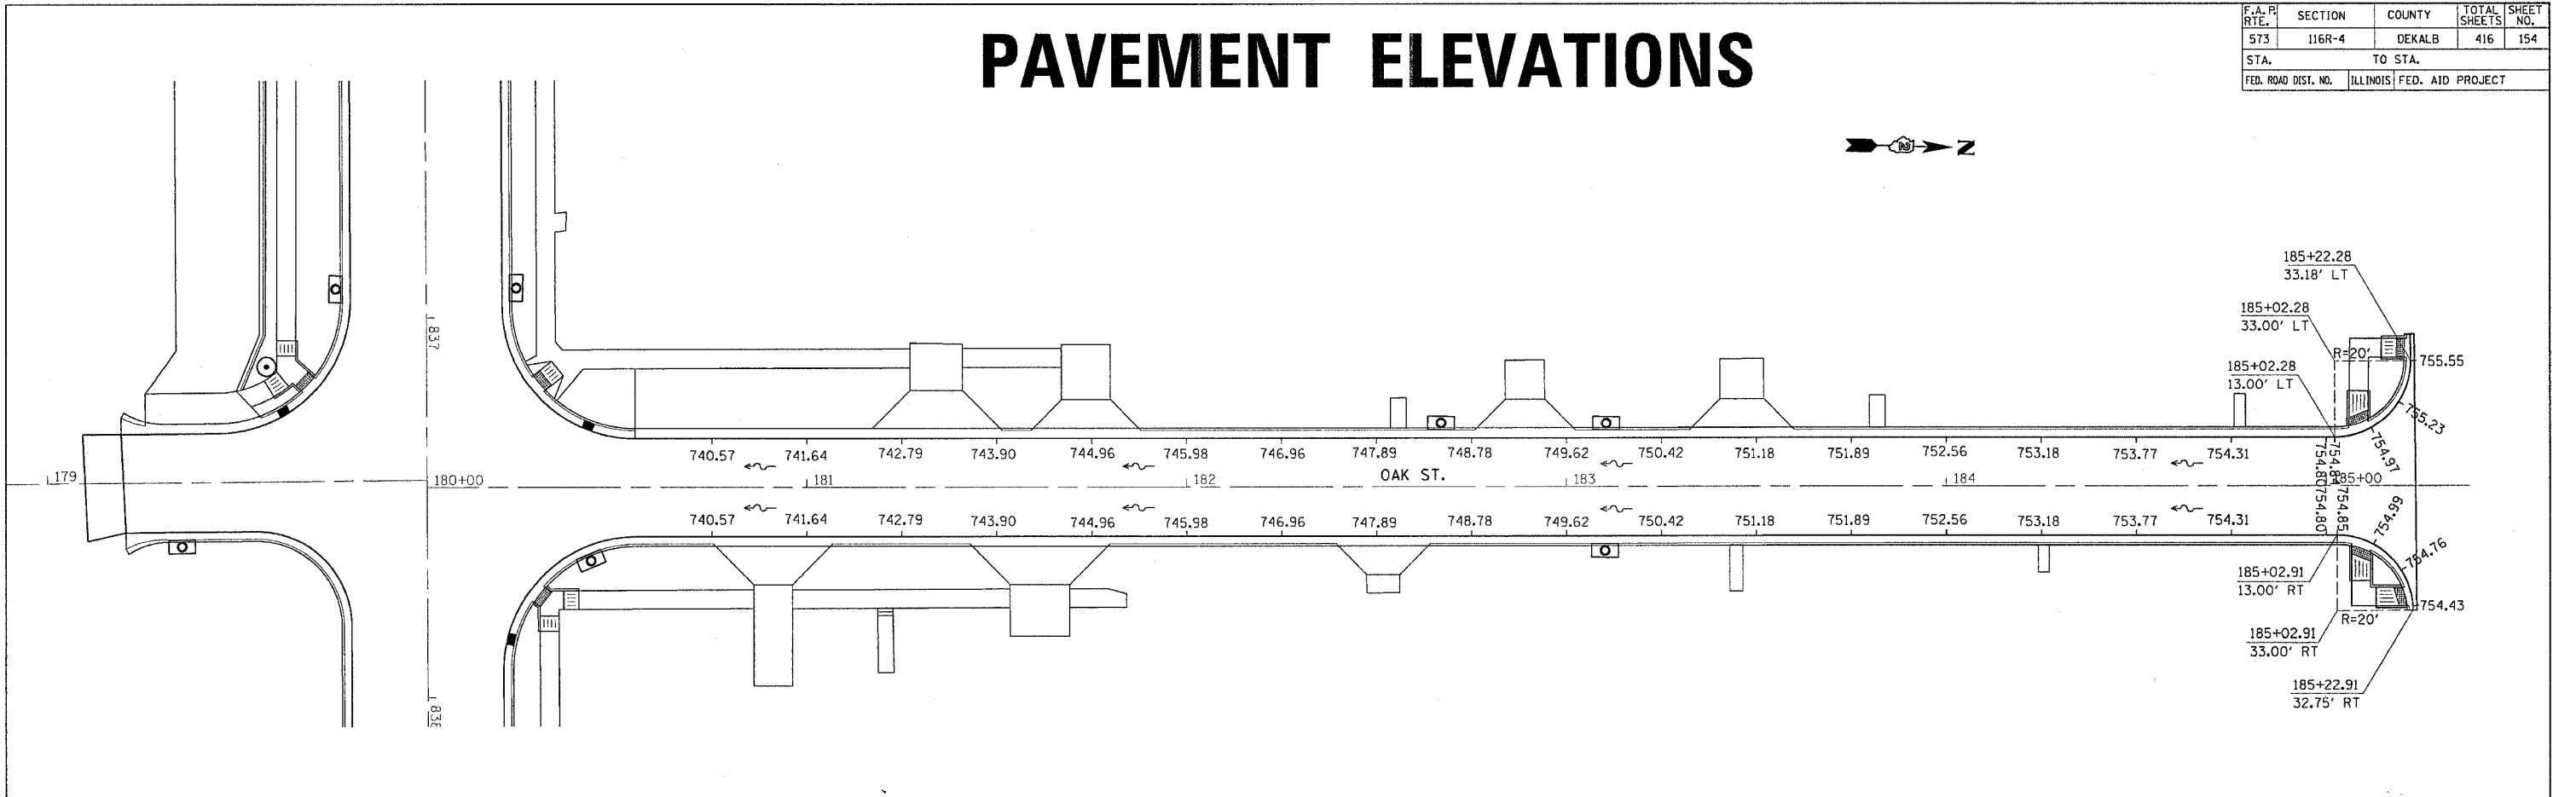 PAVEMENT ELEVATIONS
F.A.P. RTE. SECTION COUNTY TOTAL SHEETS SHEET NO.
573 116R-4 DEKALB 416 154
STA. TO STA.
FED. ROAD DIST. NO. ILLINOIS FED. AID PROJECT
N
185+22.28
33.18' LT
185+02.28
33.00' LT
837
R=20'
755.55
185+02.28
13.00' LT
755.23
754.97
740.57 741.64 742.79 743.90 744.96 745.98 746.96 747.89 748.78 749.62 750.42 751.18 751.89 752.56 753.18 753.77 754.31
754.80
754.84
179 180+00 181 182 OAK ST. 183 184 185+00
754.80
754.85
740.57 741.64 742.79 743.90 744.96 745.98 746.96 747.89 748.78 749.62 750.42 751.18 751.89 752.56 753.18 753.77 754.31
754.99
754.76
185+02.91
13.00' RT
754.43
R=20'
185+02.91
33.00' RT
185+22.91
32.75' RT